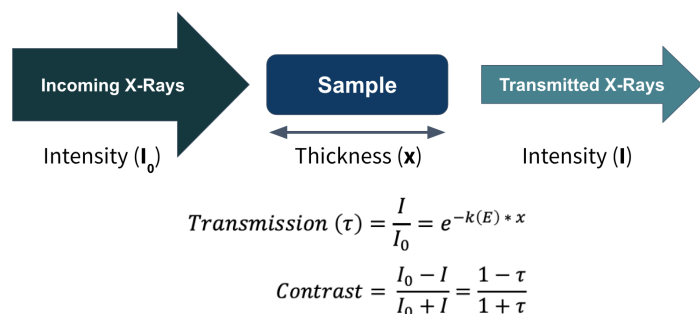 Incoming X-Rays
Sample
Transmitted X-Rays
Intensity (I₀)
Thickness (x)
Intensity (I)
Transmission (τ) = I / I₀ = e^(−k(E) * x)
Contrast = (I₀ − I) / (I₀ + I) = (1 − τ) / (1 + τ)